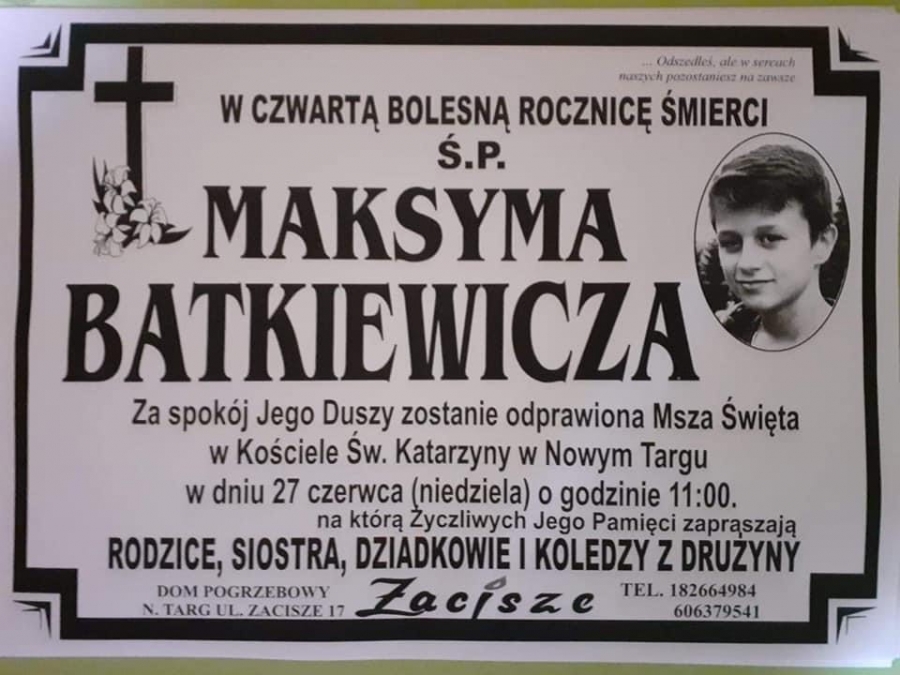 ... Odszedłeś, ale w sercach
naszych pozostaniesz na zawsze
W CZWARTĄ BOLESNĄ ROCZNICĘ ŚMIERCI
Ś.P.
MAKSYMA
BATKIEWICZA
Za spokój Jego Duszy zostanie odprawiona Msza Święta
w Kościele Św. Katarzyny w Nowym Targu
w dniu 27 czerwca (niedziela) o godzinie 11:00.
na którą Życzliwych Jego Pamięci zapraszają
RODZICE, SIOSTRA, DZIADKOWIE I KOLEDZY Z DRUŻYNY
DOM POGRZEBOWY
N. TARG UL. ZACISZE 17
Zacisze
TEL. 182664984
606379541